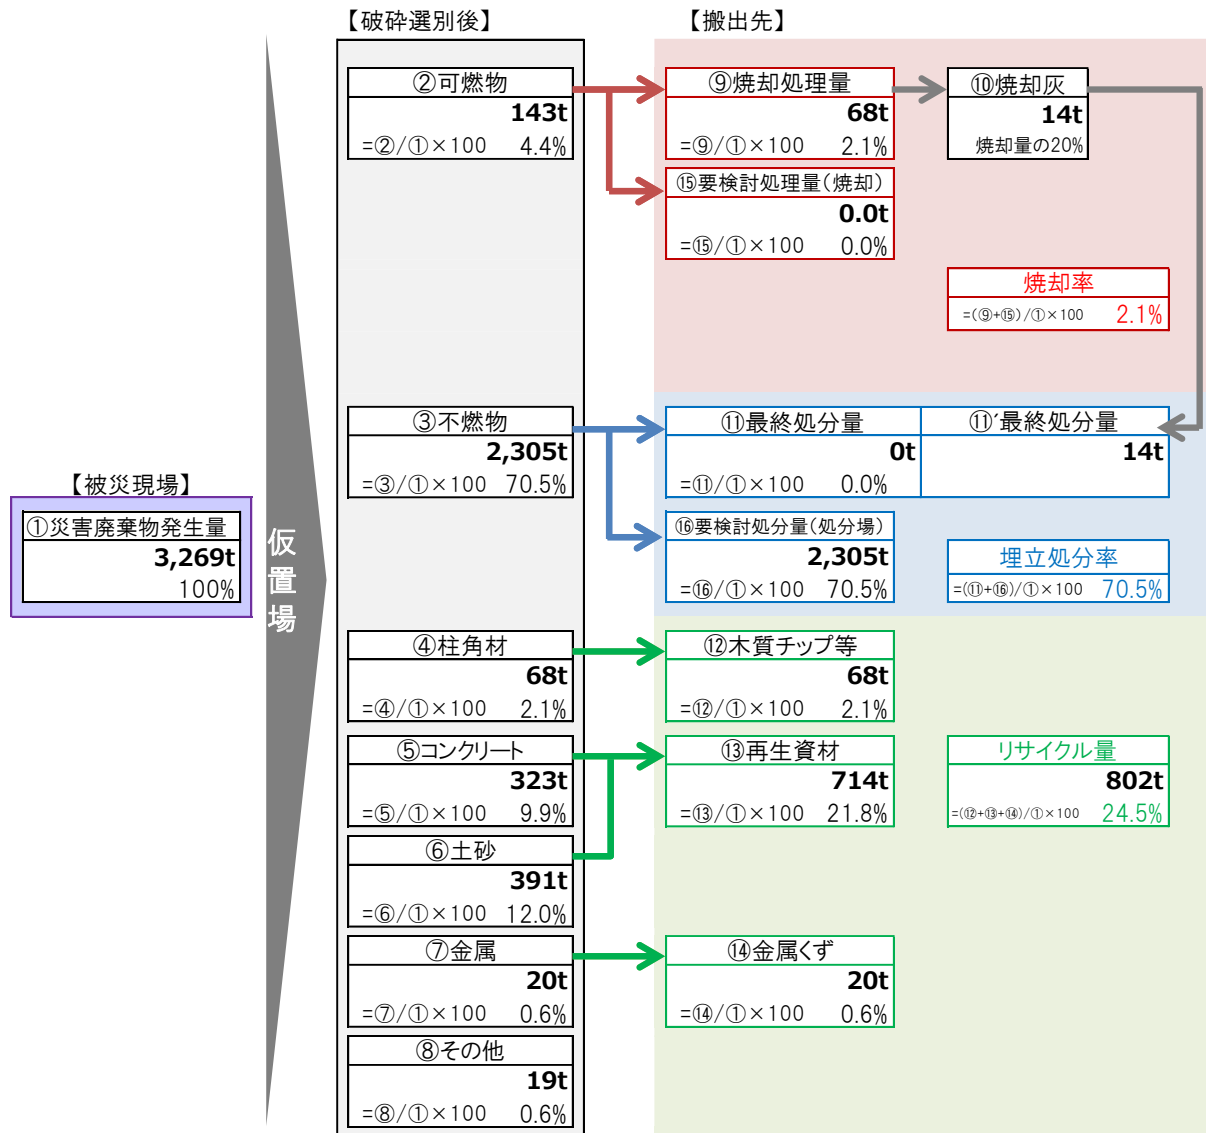 【破砕選別後】
【搬出先】
②可燃物
143t
=②/①×100 4.4%
⑨焼却処理量
68t
=⑨/①×100 2.1%
⑩焼却灰
14t
焼却量の20%
⑮要検討処理量(焼却)
0.0t
=⑮/①×100 0.0%
焼却率
=(⑨+⑮)/①×100 2.1%
③不燃物
2,305t
=③/①×100 70.5%
⑪最終処分量
0t
=⑪/①×100 0.0%
⑪´最終処分量
14t
【被災現場】
①災害廃棄物発生量
3,269t
100%
仮置場
⑯要検討処分量(処分場)
2,305t
=⑯/①×100 70.5%
埋立処分率
=(⑪+⑯)/①×100 70.5%
④柱角材
68t
=④/①×100 2.1%
⑫木質チップ等
68t
=⑫/①×100 2.1%
⑤コンクリート
323t
=⑤/①×100 9.9%
⑬再生資材
714t
=⑬/①×100 21.8%
リサイクル量
802t
=(⑫+⑬+⑭)/①×100 24.5%
⑥土砂
391t
=⑥/①×100 12.0%
⑦金属
20t
=⑦/①×100 0.6%
⑭金属くず
20t
=⑭/①×100 0.6%
⑧その他
19t
=⑧/①×100 0.6%